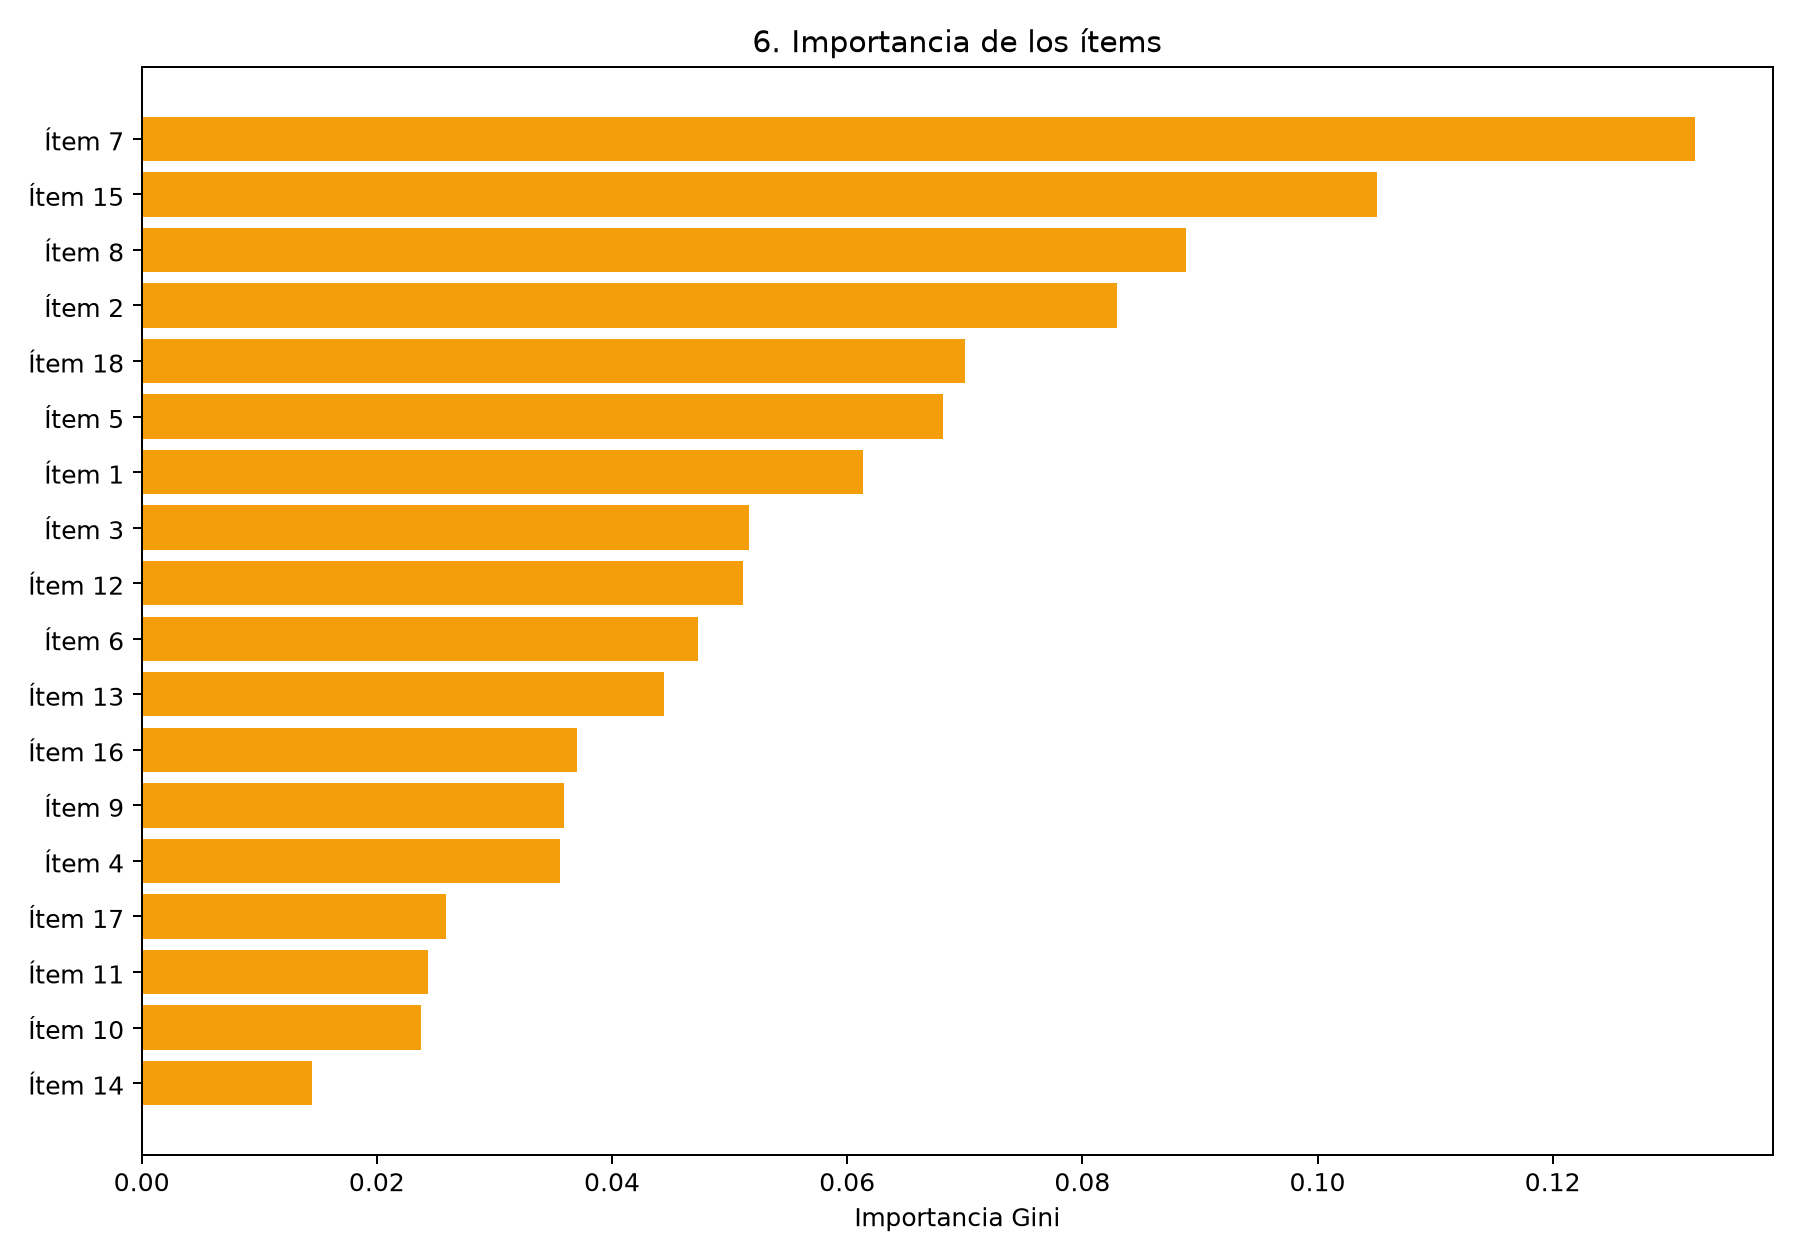 6. Importancia de los ítems
Ítem 7
Ítem 15
Ítem 8
Ítem 2
Ítem 18
Ítem 5
Ítem 1
Ítem 3
Ítem 12
Ítem 6
Ítem 13
Ítem 16
Ítem 9
Ítem 4
Ítem 17
Ítem 11
Ítem 10
Ítem 14
0.00 0.02 0.04 0.06 0.08 0.10 0.12
Importancia Gini